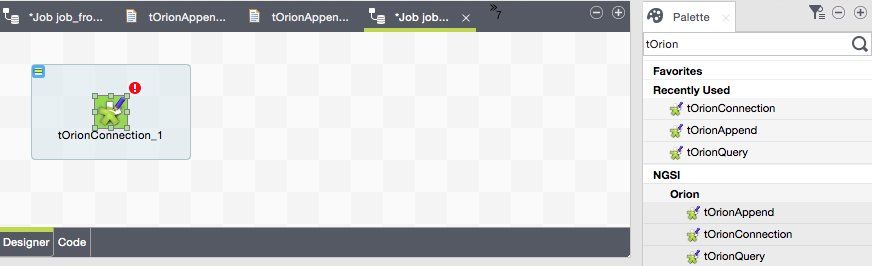 *Job job_fro...
tOrionAppen...
tOrionAppen...
*Job job...
»7
tOrionConnection_1
Designer
Code
Palette
tOrion
Favorites
Recently Used
tOrionConnection
tOrionAppend
tOrionQuery
NGSI
Orion
tOrionAppend
tOrionConnection
tOrionQuery